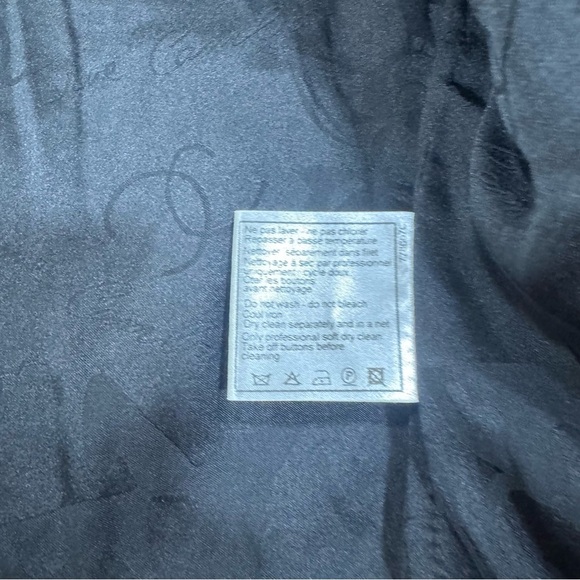 Ne pas laver - ne pas chlorer
Repasser à basse température
Nettoyer séparément dans filet
Nettoyage à sec par professionnel
uniquement : cycle doux
Oter les boutons
avant nettoyage
Do not wash - do not bleach
Cool iron
Dry clean separately and in a net
Only professional soft dry clean
Take off buttons before
cleaning
P